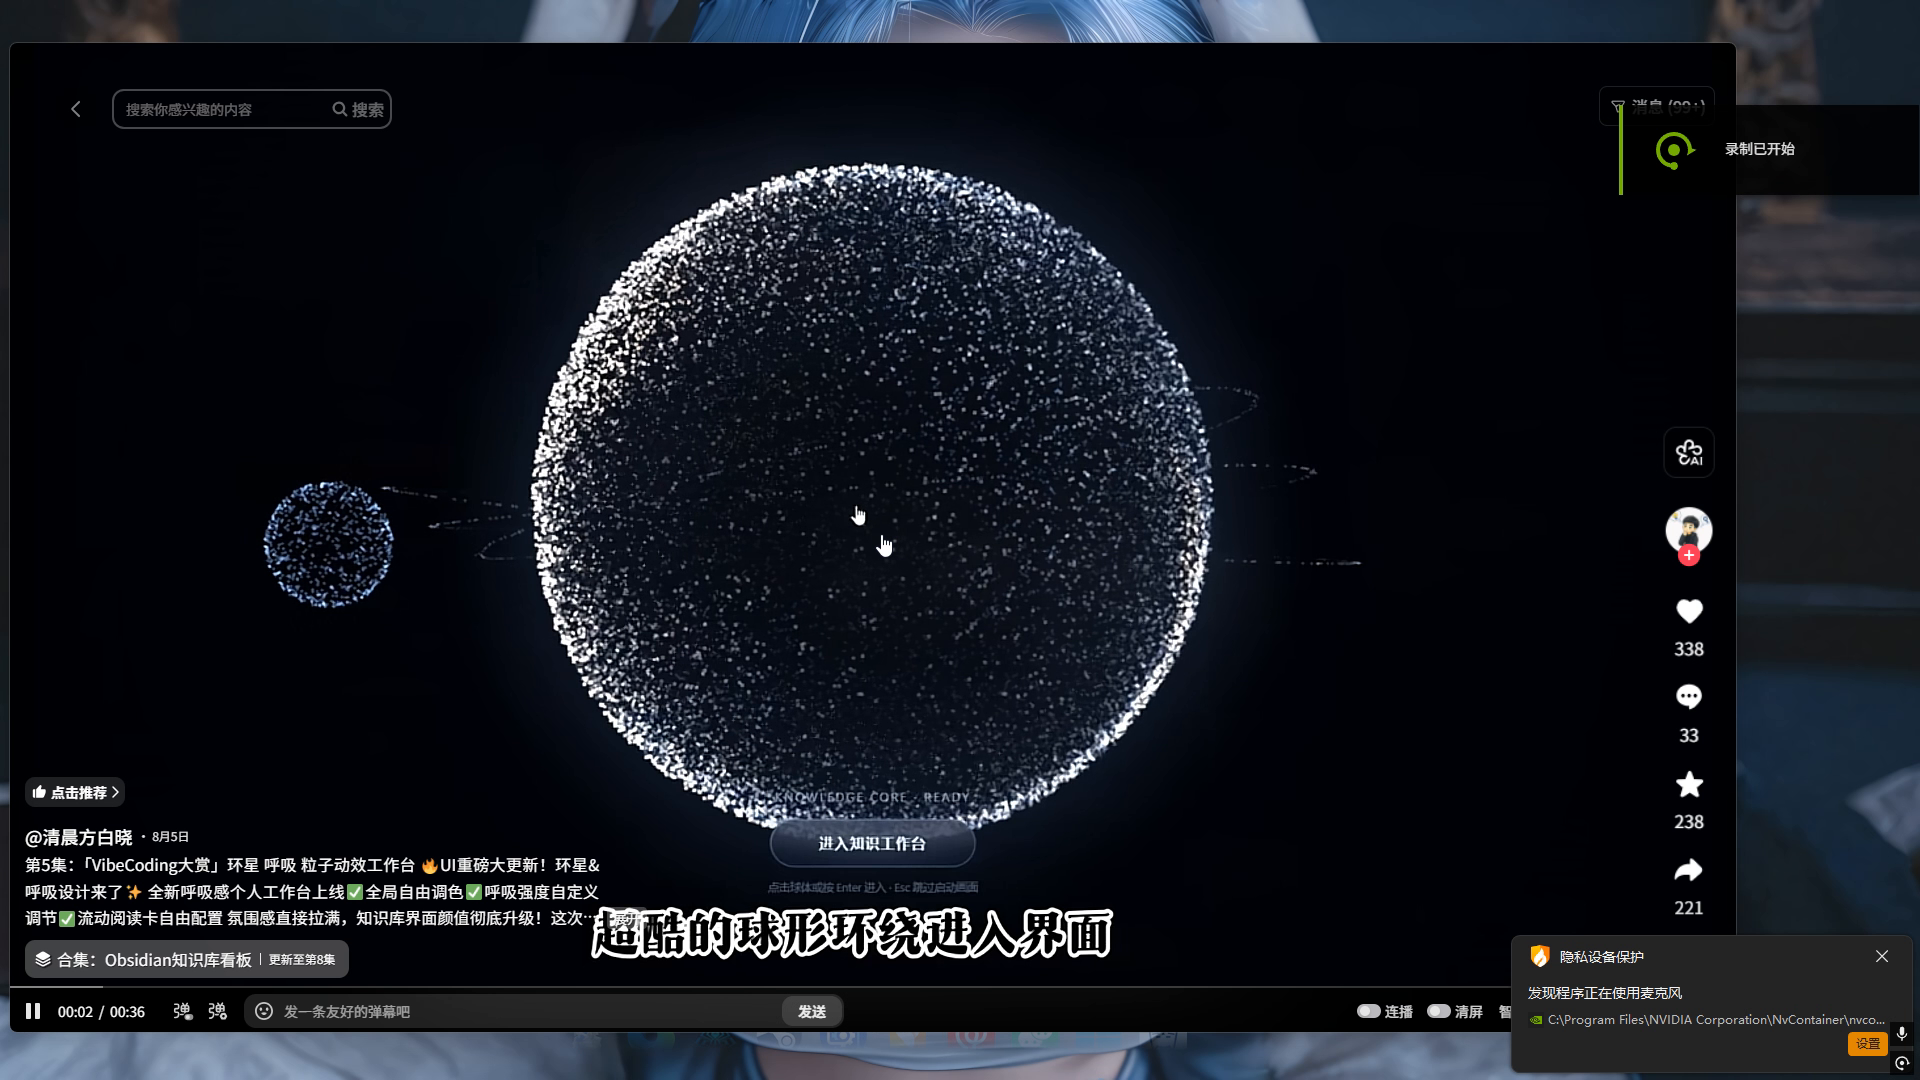 搜索你感兴趣的内容
搜索
消息 (99+)
录制已开始
AI
338
33
238
221
KNOWLEDGE CORE · READY
进入知识工作台
点击球体或按 Enter 进入 · Esc 跳过启动画面
点击推荐
@清晨方白晓 · 8月5日
第5集：「VibeCoding大赏」环星 呼吸 粒子动效工作台 🔥UI重磅大更新！环星&
呼吸设计来了✨ 全新呼吸感个人工作台上线✅全局自由调色✅呼吸强度自定义
调节✅流动阅读卡自由配置 氛围感直接拉满，知识库界面颜值彻底升级！这次…
超酷的球形环绕进入界面
合集：Obsidian知识库看板 | 更新至第8集
00:02 / 00:36
弹
弹
发一条友好的弹幕吧
发送
连播
清屏
智
隐私设备保护
发现程序正在使用麦克风
C:\Program Files\NVIDIA Corporation\NvContainer\nvco...
设置